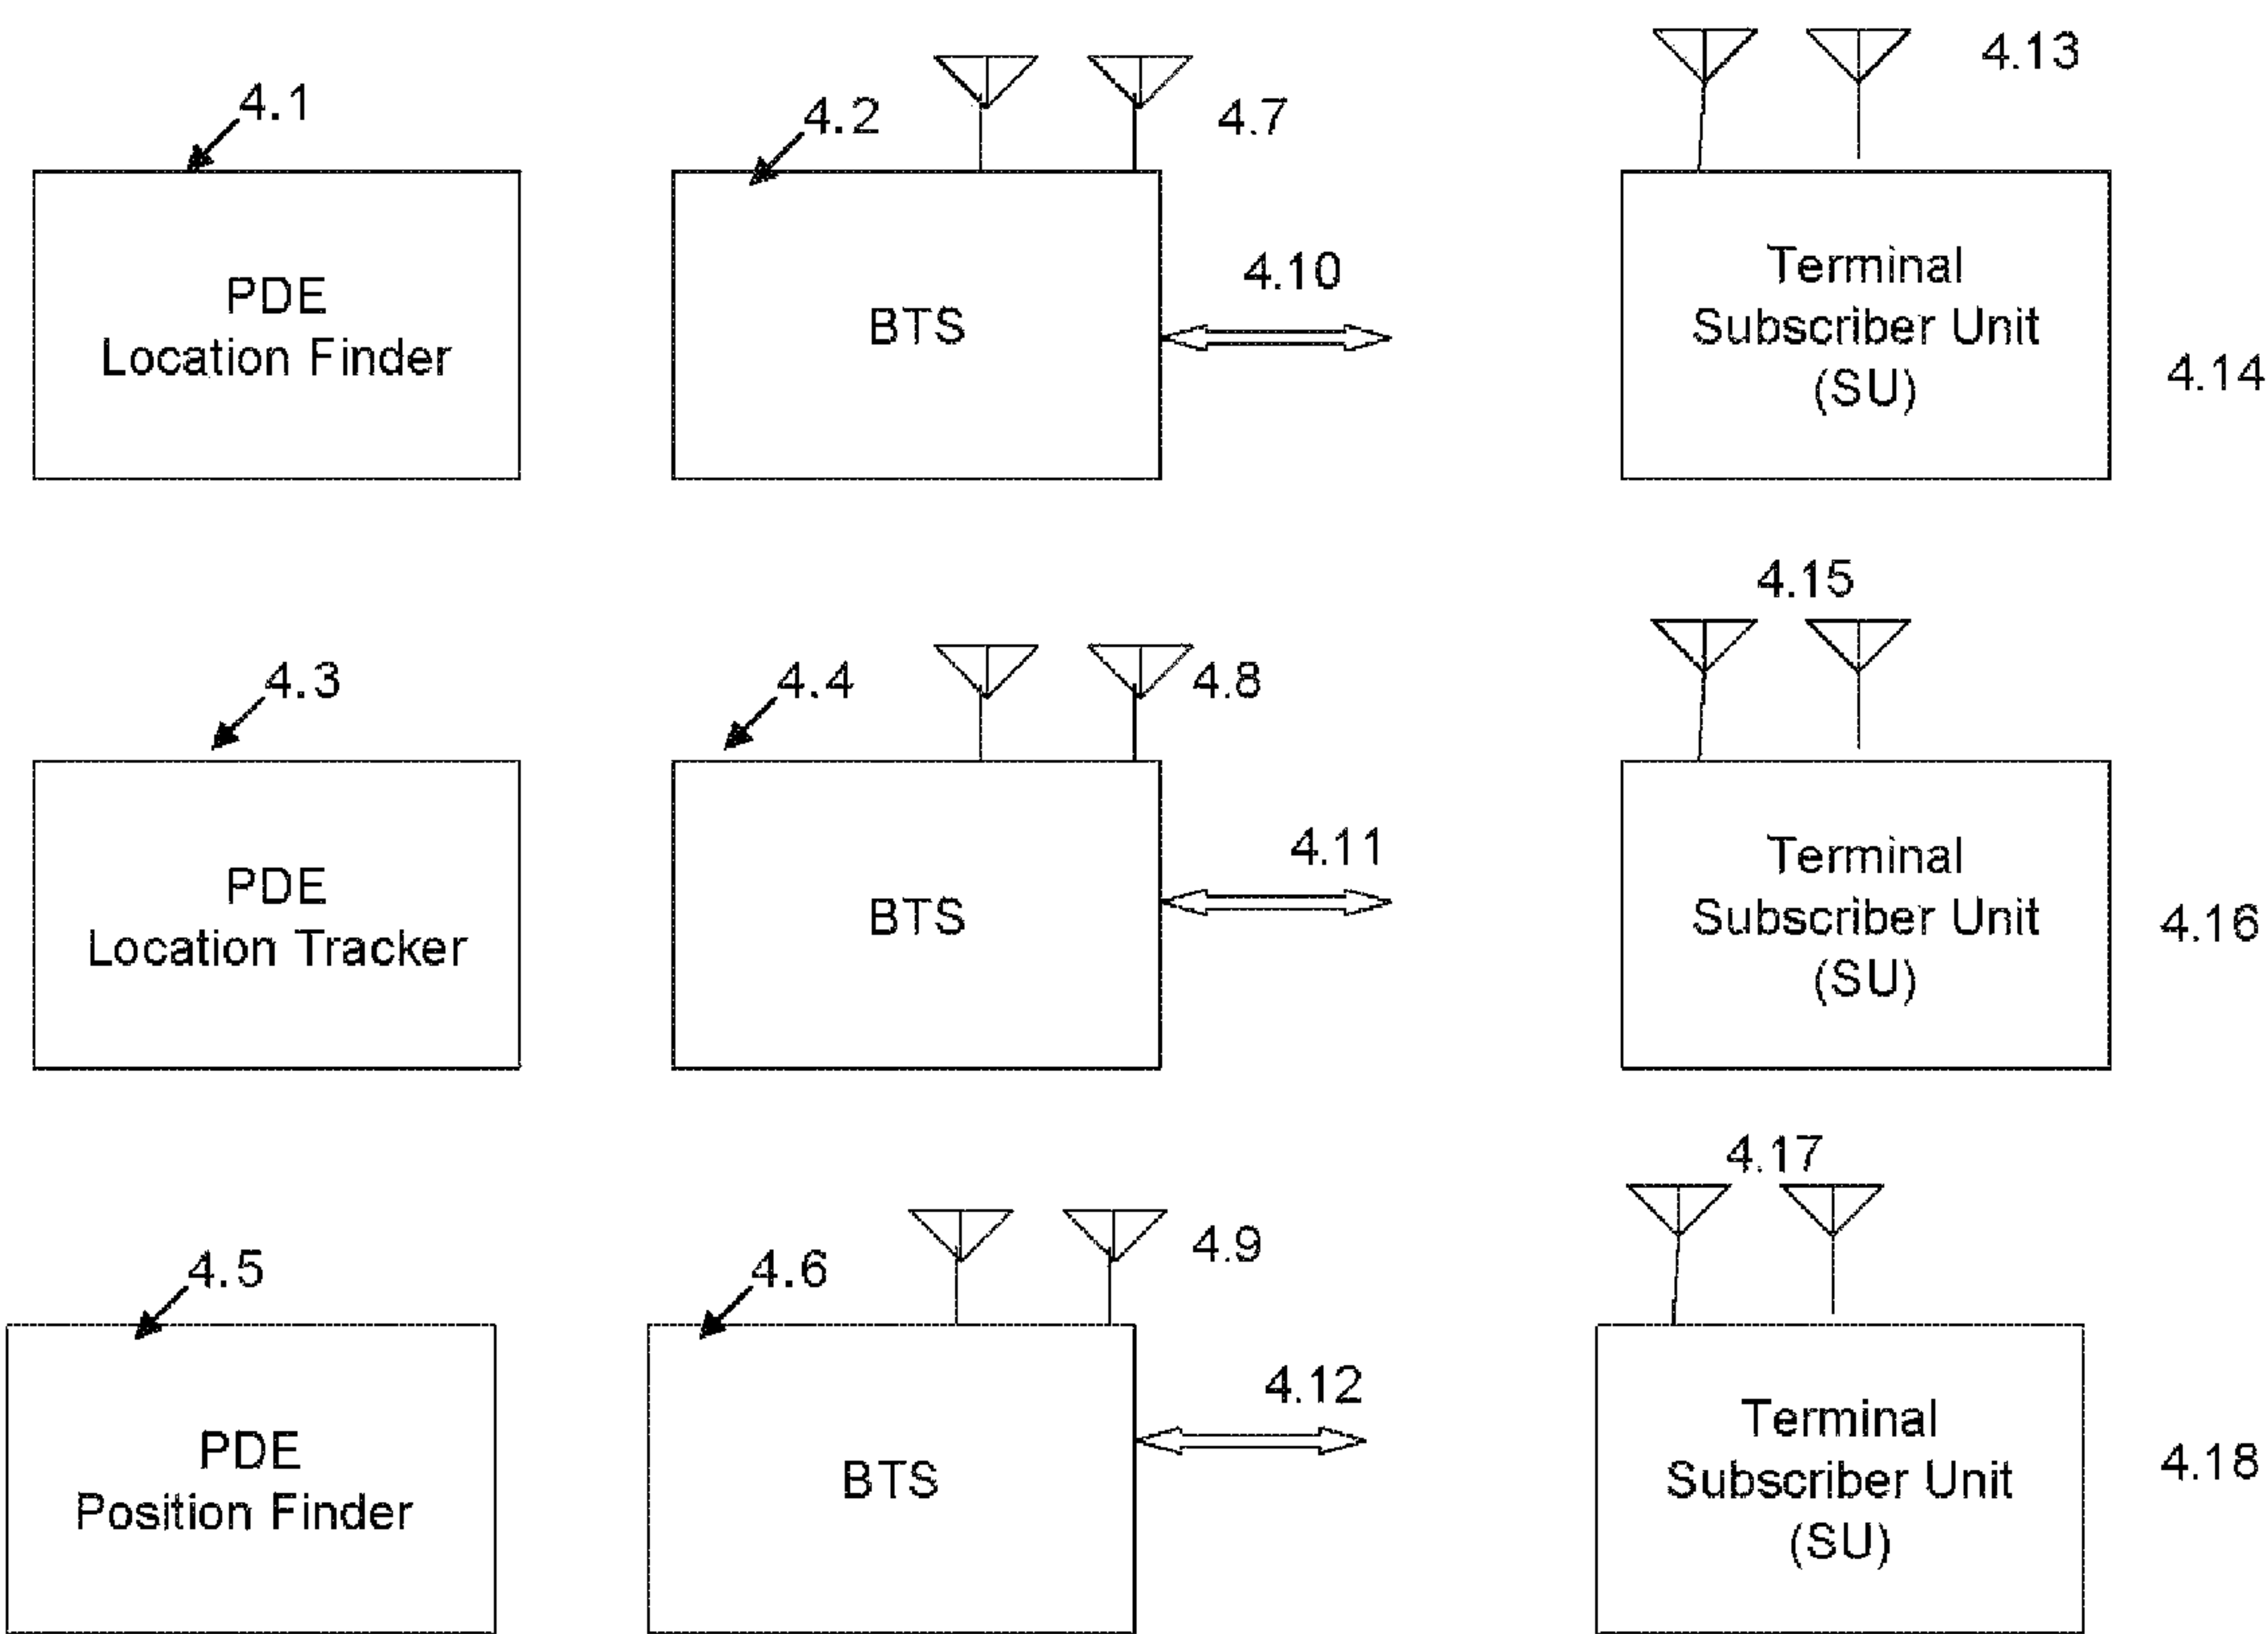 4.1
4.2
4.7
4.13
PDE
Location Finder
BTS
4.10
Terminal
Subscriber Unit
(SU)
4.14
4.3
4.4
4.8
4.15
PDE
Location Tracker
BTS
4.11
Terminal
Subscriber Unit
(SU)
4.16
4.5
4.6
4.9
4.17
PDE
Position Finder
BTS
4.12
Terminal
Subscriber Unit
(SU)
4.18